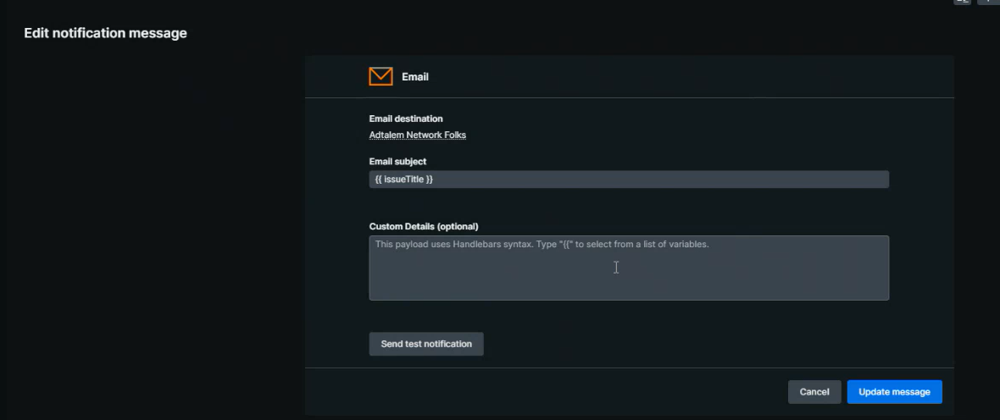 Edit notification message
Email
Email destination
Adtalem Network Folks
Email subject
{{ issueTitle }}
Custom Details (optional)
This payload uses Handlebars syntax. Type "{{" to select from a list of variables.
Send test notification
Cancel
Update message